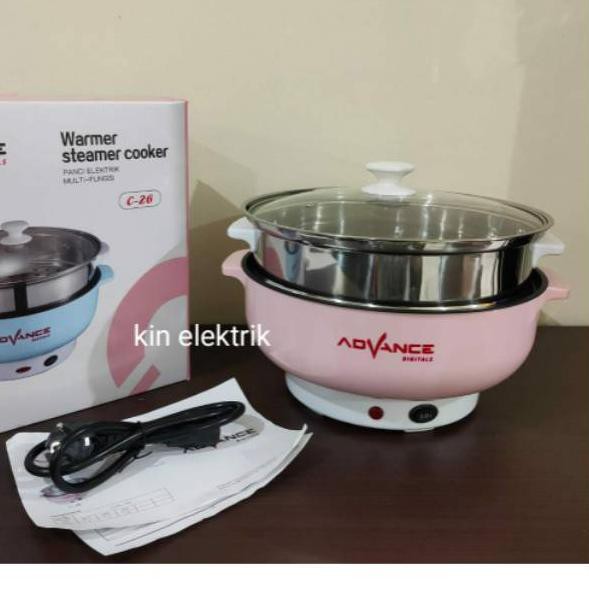 Warmer
steamer cooker
PANCI ELEKTRIK
MULTI-FUNGSI
C-26
kin elektrik
ADVANCE
DIGITALS
ADVANCE